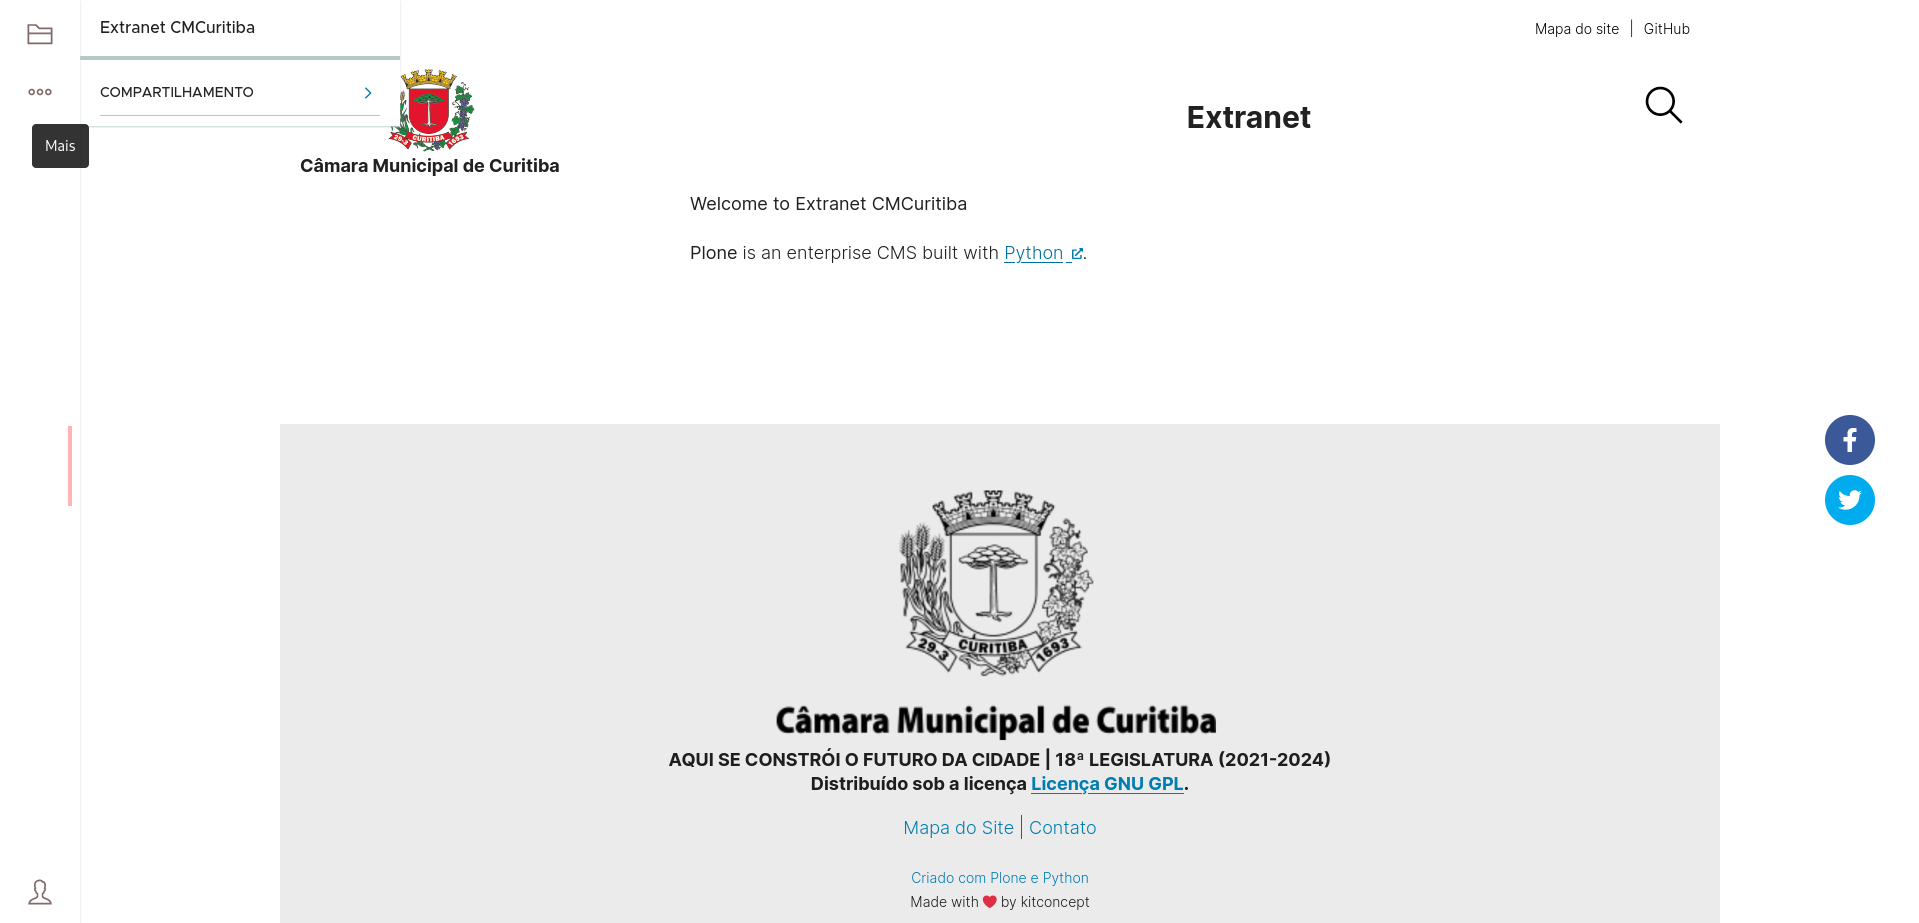 Extranet CMCuritiba
Mapa do site | GitHub
COMPARTILHAMENTO
Mais
29-3 CURITIBA 1693
Câmara Municipal de Curitiba
Extranet
Welcome to Extranet CMCuritiba
Plone is an enterprise CMS built with Python.
29-3 CURITIBA 1693
Câmara Municipal de Curitiba
AQUI SE CONSTRÓI O FUTURO DA CIDADE | 18ª LEGISLATURA (2021-2024)
Distribuído sob a licença Licença GNU GPL.
Mapa do Site | Contato
Criado com Plone e Python
Made with ❤ by kitconcept